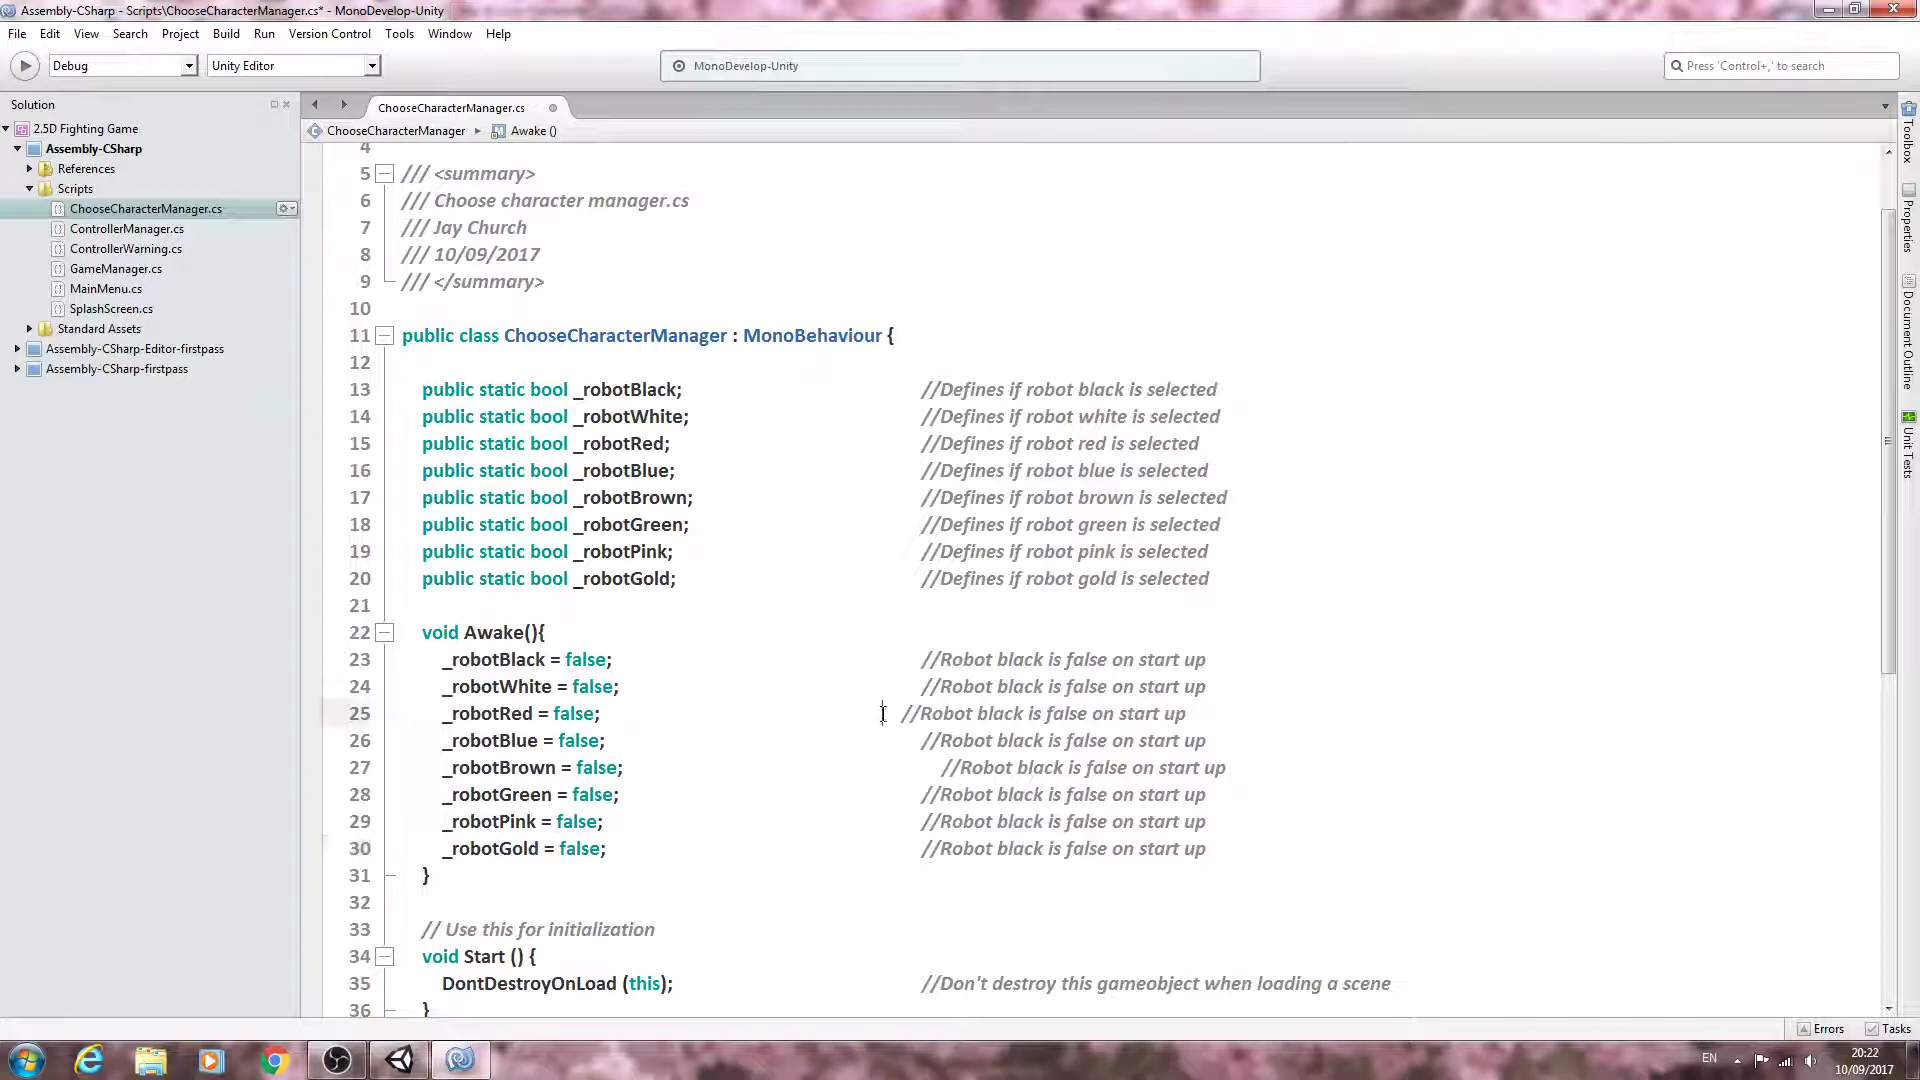 Assembly-CSharp - Scripts\ChooseCharacterManager.cs* - MonoDevelop-Unity
File Edit View Search Project Build Run Version Control Tools Window Help
Debug Unity Editor MonoDevelop-Unity Press 'Control+,' to search
Solution
2.5D Fighting Game
Assembly-CSharp
References
Scripts
ChooseCharacterManager.cs
ControllerManager.cs
ControllerWarning.cs
GameManager.cs
MainMenu.cs
SplashScreen.cs
Standard Assets
Assembly-CSharp-Editor-firstpass
Assembly-CSharp-firstpass
ChooseCharacterManager.cs
ChooseCharacterManager Awake ()
4
5 /// <summary>
6 /// Choose character manager.cs
7 /// Jay Church
8 /// 10/09/2017
9 /// </summary>
10
11 public class ChooseCharacterManager : MonoBehaviour {
12
13 public static bool _robotBlack; //Defines if robot black is selected
14 public static bool _robotWhite; //Defines if robot white is selected
15 public static bool _robotRed; //Defines if robot red is selected
16 public static bool _robotBlue; //Defines if robot blue is selected
17 public static bool _robotBrown; //Defines if robot brown is selected
18 public static bool _robotGreen; //Defines if robot green is selected
19 public static bool _robotPink; //Defines if robot pink is selected
20 public static bool _robotGold; //Defines if robot gold is selected
21
22 void Awake(){
23 _robotBlack = false; //Robot black is false on start up
24 _robotWhite = false; //Robot black is false on start up
25 _robotRed = false; //Robot black is false on start up
26 _robotBlue = false; //Robot black is false on start up
27 _robotBrown = false; //Robot black is false on start up
28 _robotGreen = false; //Robot black is false on start up
29 _robotPink = false; //Robot black is false on start up
30 _robotGold = false; //Robot black is false on start up
31 }
32
33 // Use this for initialization
34 void Start () {
35 DontDestroyOnLoad (this); //Don't destroy this gameobject when loading a scene
36 }
Toolbox
Properties
Document Outline
Unit Tests
Errors Tasks
EN
20:22
10/09/2017